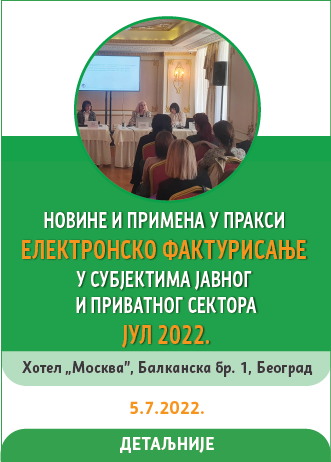 НОВИНЕ И ПРИМЕНА У ПРАКСИ
ЕЛЕКТРОНСКО ФАКТУРИСАЊЕ
У СУБЈЕКТИМА ЈАВНОГ
И ПРИВАТНОГ СЕКТОРА
ЈУЛ 2022.
Хотел „Москва”, Балканска бр. 1, Београд
5.7.2022.
ДЕТАЉНИЈЕ